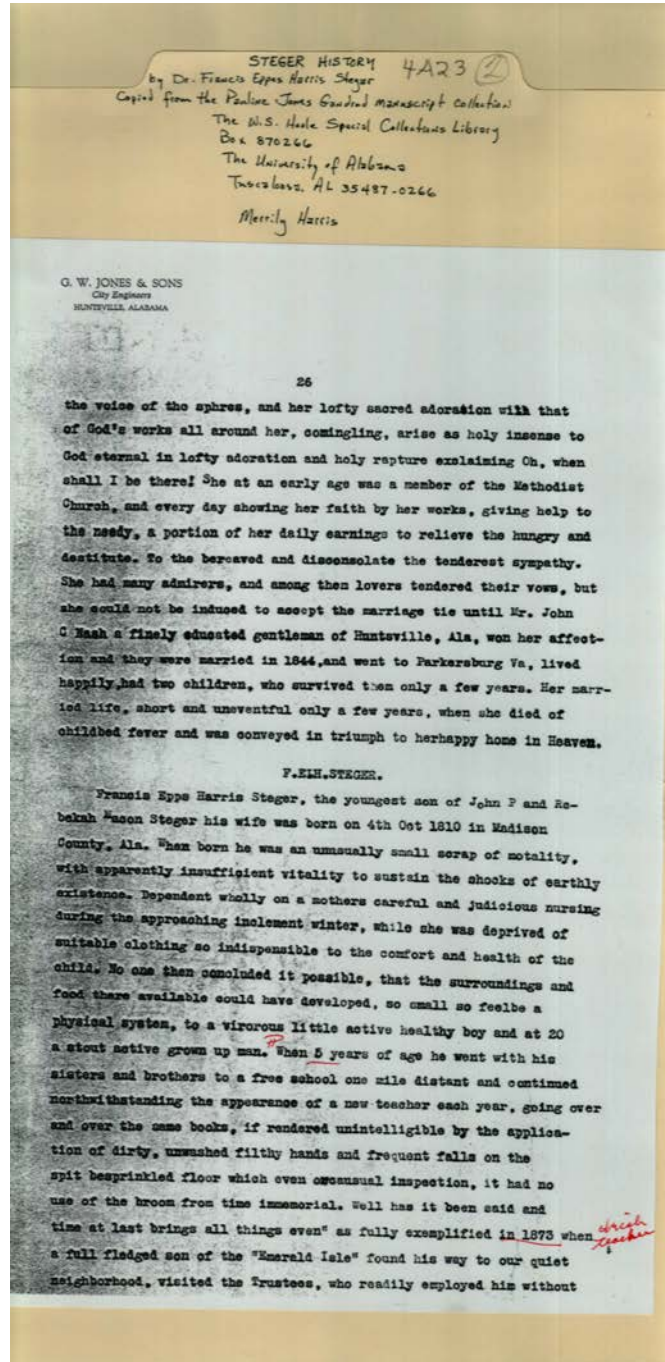 STEGER HISTORY 4A23 (2)
by Dr. Francis Eppes Harris Steger
Copied from the Pauline Jones Gandrud manuscript collection
The W.S. Hoole Special Collections Library
Box 870266
The University of Alabama
Tuscaloosa, AL 35487-0266
Merrily Harris
G. W. JONES & SONS
City Engineers
HUNTSVILLE, ALABAMA
26
the voice of the sphres, and her lofty sacred adoration will that
of God's works all around her, comingling, arise as holy insense to
God eternal in lofty adoration and holy rapture exclaiming Oh, when
shall I be there! She at an early age was a member of the Methodist
Church, and every day showing her faith by her works, giving help to
the needy, a portion of her daily earnings to relieve the hungry and
destitute. To the bereaved and disconsolate the tenderest sympathy.
She had many admirers, and among them lovers tendered their vows, but
she could not be induced to accept the marriage tie until Mr. John
C Nash a finely educated gentleman of Huntsville, Ala, won her affect-
ion and they were married in 1844,and went to Parkersburg Va, lived
happily,had two children, who survived them only a few years. Her marr-
ied life, short and uneventful only a few years, when she died of
childbed fever and was conveyed in triumph to herhappy home in Heaven.
F.ELH.STEGER.
Francis Epps Harris Steger, the youngest son of John P and Re-
bekah Mason Steger his wife was born on 4th Oct 1810 in Madison
County, Ala. When born he was an unusually small scrap of motality,
with apparently insufficient vitality to sustain the shocks of earthly
existence. Dependent wholly on a mothers careful and judicious nursing
during the approaching inclement winter, while she was deprived of
suitable clothing so indispensible to the comfort and health of the
child. No one then concluded it possible, that the surroundings and
food there available could have developed, so small so feelbe a
physical system, to a virorous little active healthy boy and at 20
a stout active grown up man. When 5 years of age he went with his
sisters and brothers to a free school one mile distant and continued
northwithstanding the appearance of a new teacher each year, going over
and over the same books, if rendered unintelligible by the applica-
tion of dirty, unwashed filthy hands and frequent falls on the
spit besprinkled floor which even inspection, it had no
use of the broom from time immemorial. Well has it been said and
time at last brings all things even" as fully exemplified in 1873 when Irish teacher
a full fledged son of the "Emerald Isle" found his way to our quiet
neighborhood, visited the Trustees, who readily employed him without